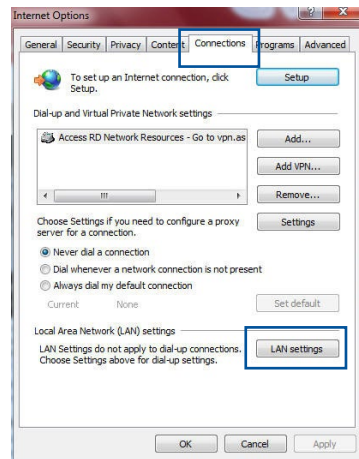 Internet Options
General Security Privacy Content Connections Programs Advanced
To set up an Internet connection, click
Setup.
Setup
Dial-up and Virtual Private Network settings
Access RD Network Resources - Go to vpn.as
Add...
Add VPN...
Remove...
Choose Settings if you need to configure a proxy
server for a connection.
Settings
Never dial a connection
Dial whenever a network connection is not present
Always dial my default connection
Current None
Set default
Local Area Network (LAN) settings
LAN Settings do not apply to dial-up connections.
Choose Settings above for dial-up settings.
LAN settings
OK Cancel Apply